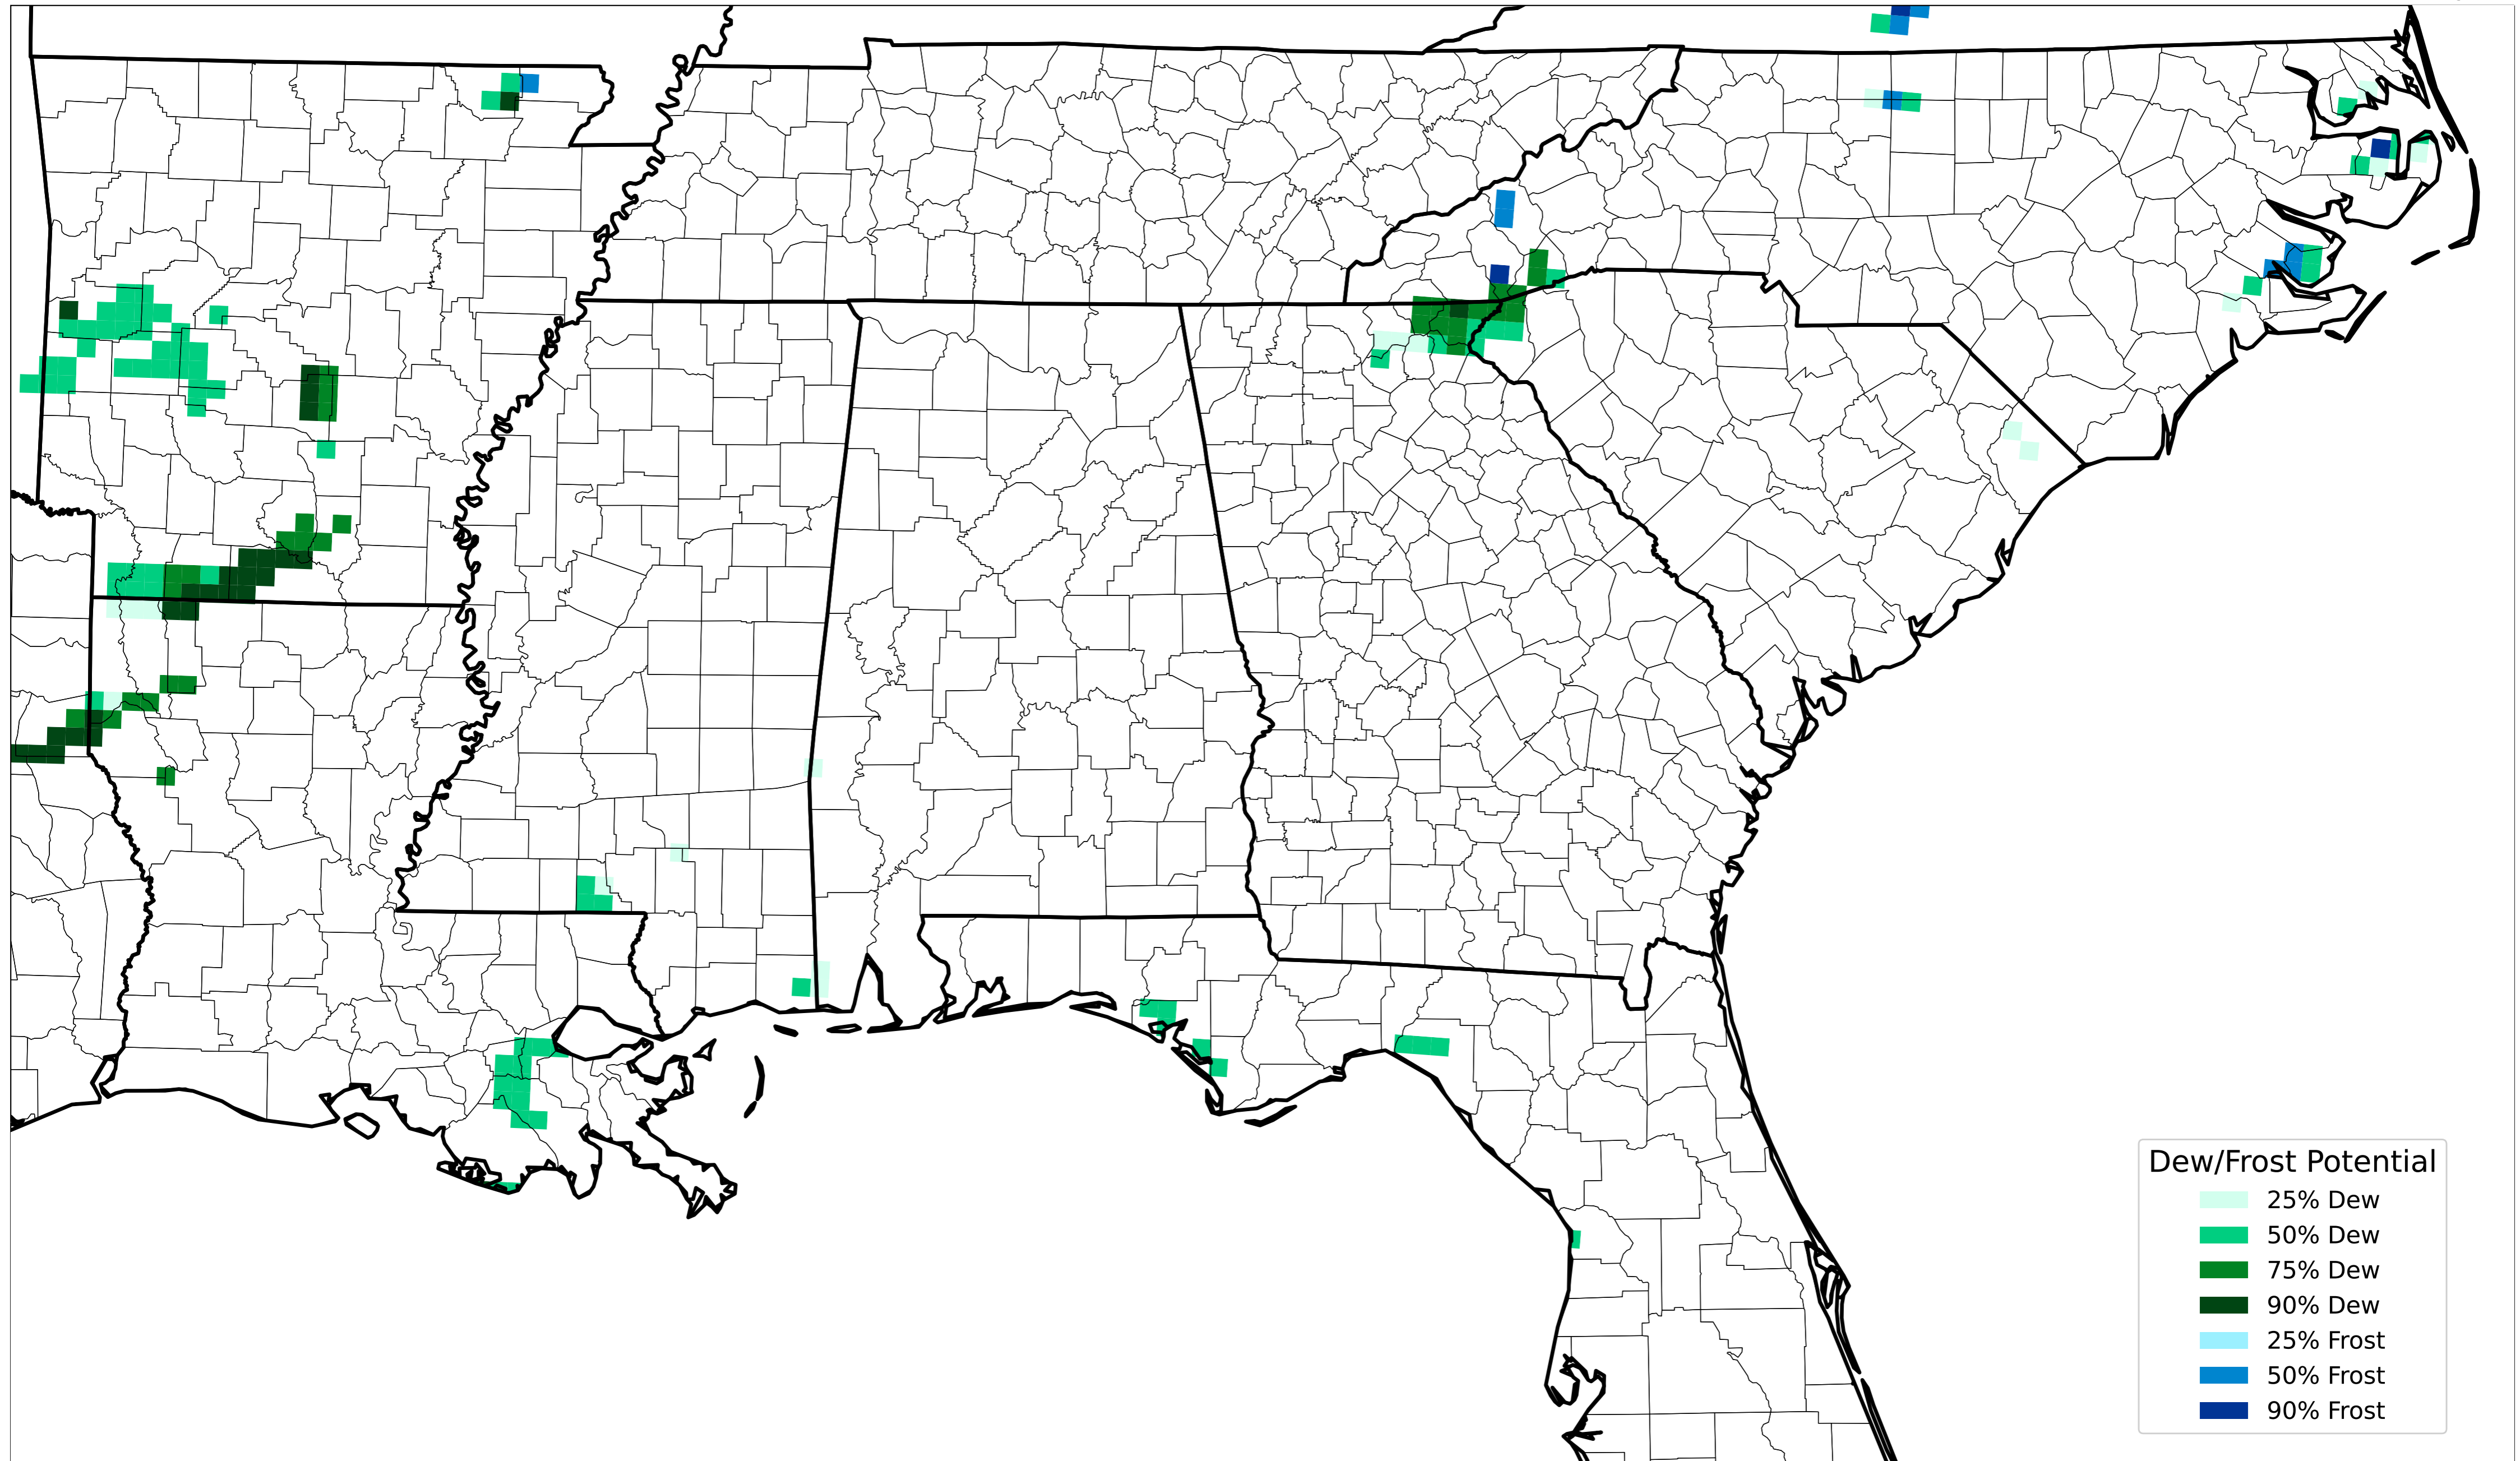 Dew/Frost Potential
25% Dew
50% Dew
75% Dew
90% Dew
25% Frost
50% Frost
90% Frost